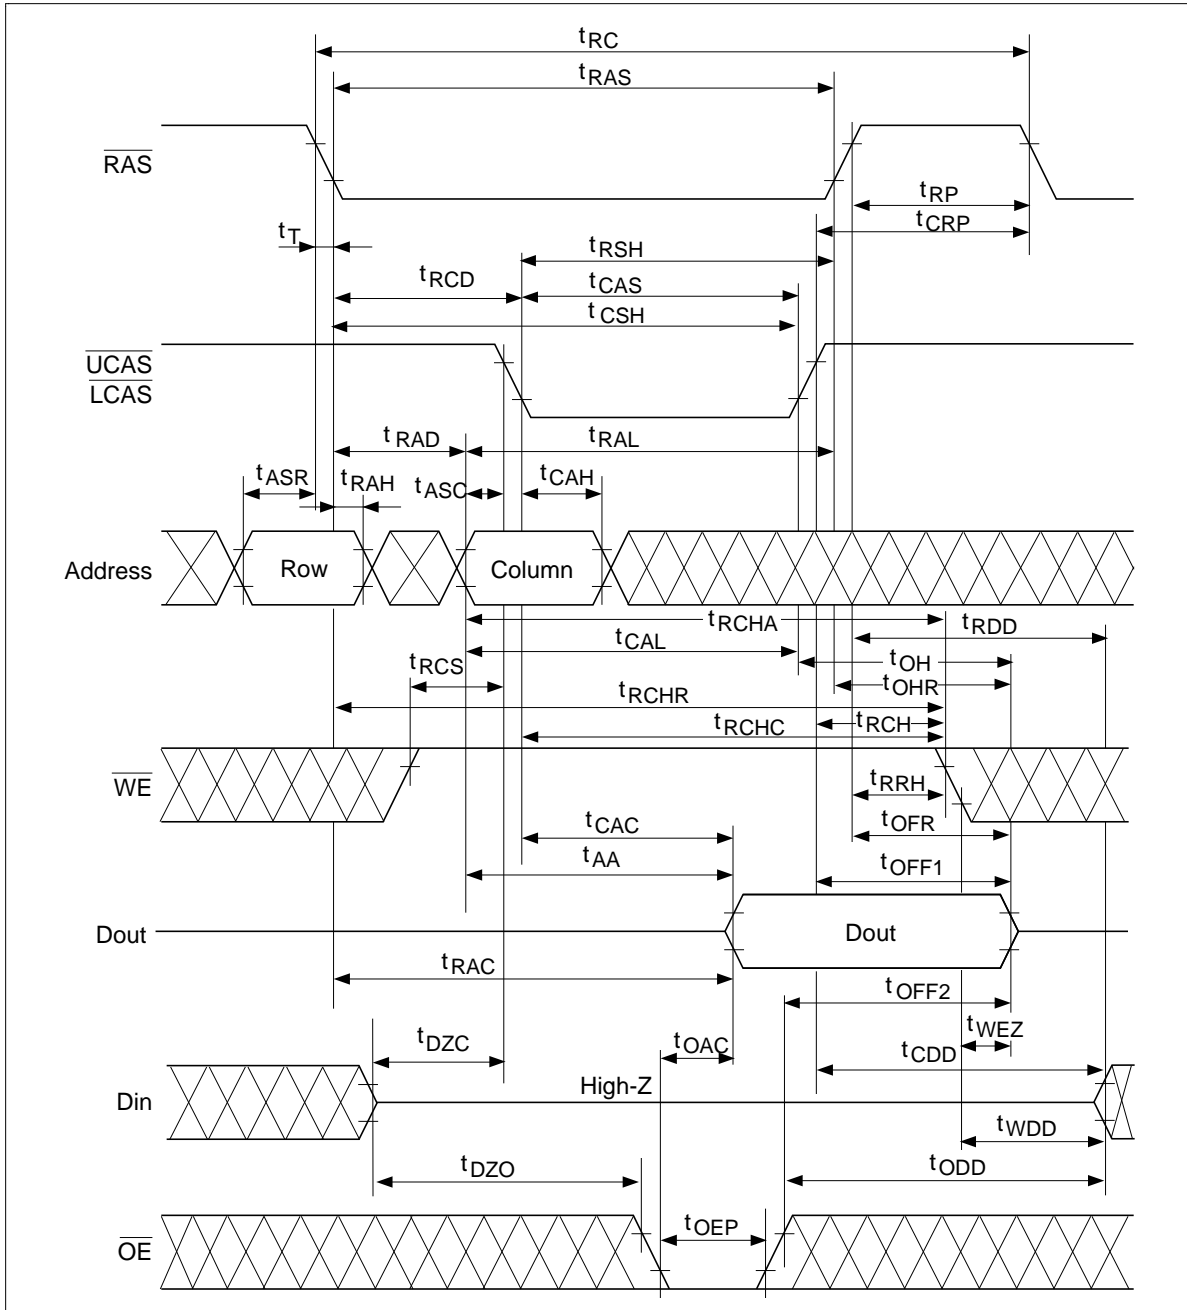 tRC
tRAS
RAS
tRP
tCRP
tT
tRSH
tRCD
tCAS
tCSH
UCAS
LCAS
tRAD
tRAL
tASR
tRAH
tASC
tCAH
Address
Row
Column
tRCHA
tRDD
tCAL
tOH
tRCS
tOHR
tRCHR
tRCH
tRCHC
WE
tRRH
tCAC
tOFR
tAA
tOFF1
Dout
Dout
tRAC
tOFF2
tWEZ
tDZC
tOAC
tCDD
High-Z
Din
tWDD
tDZO
tODD
tOEP
OE